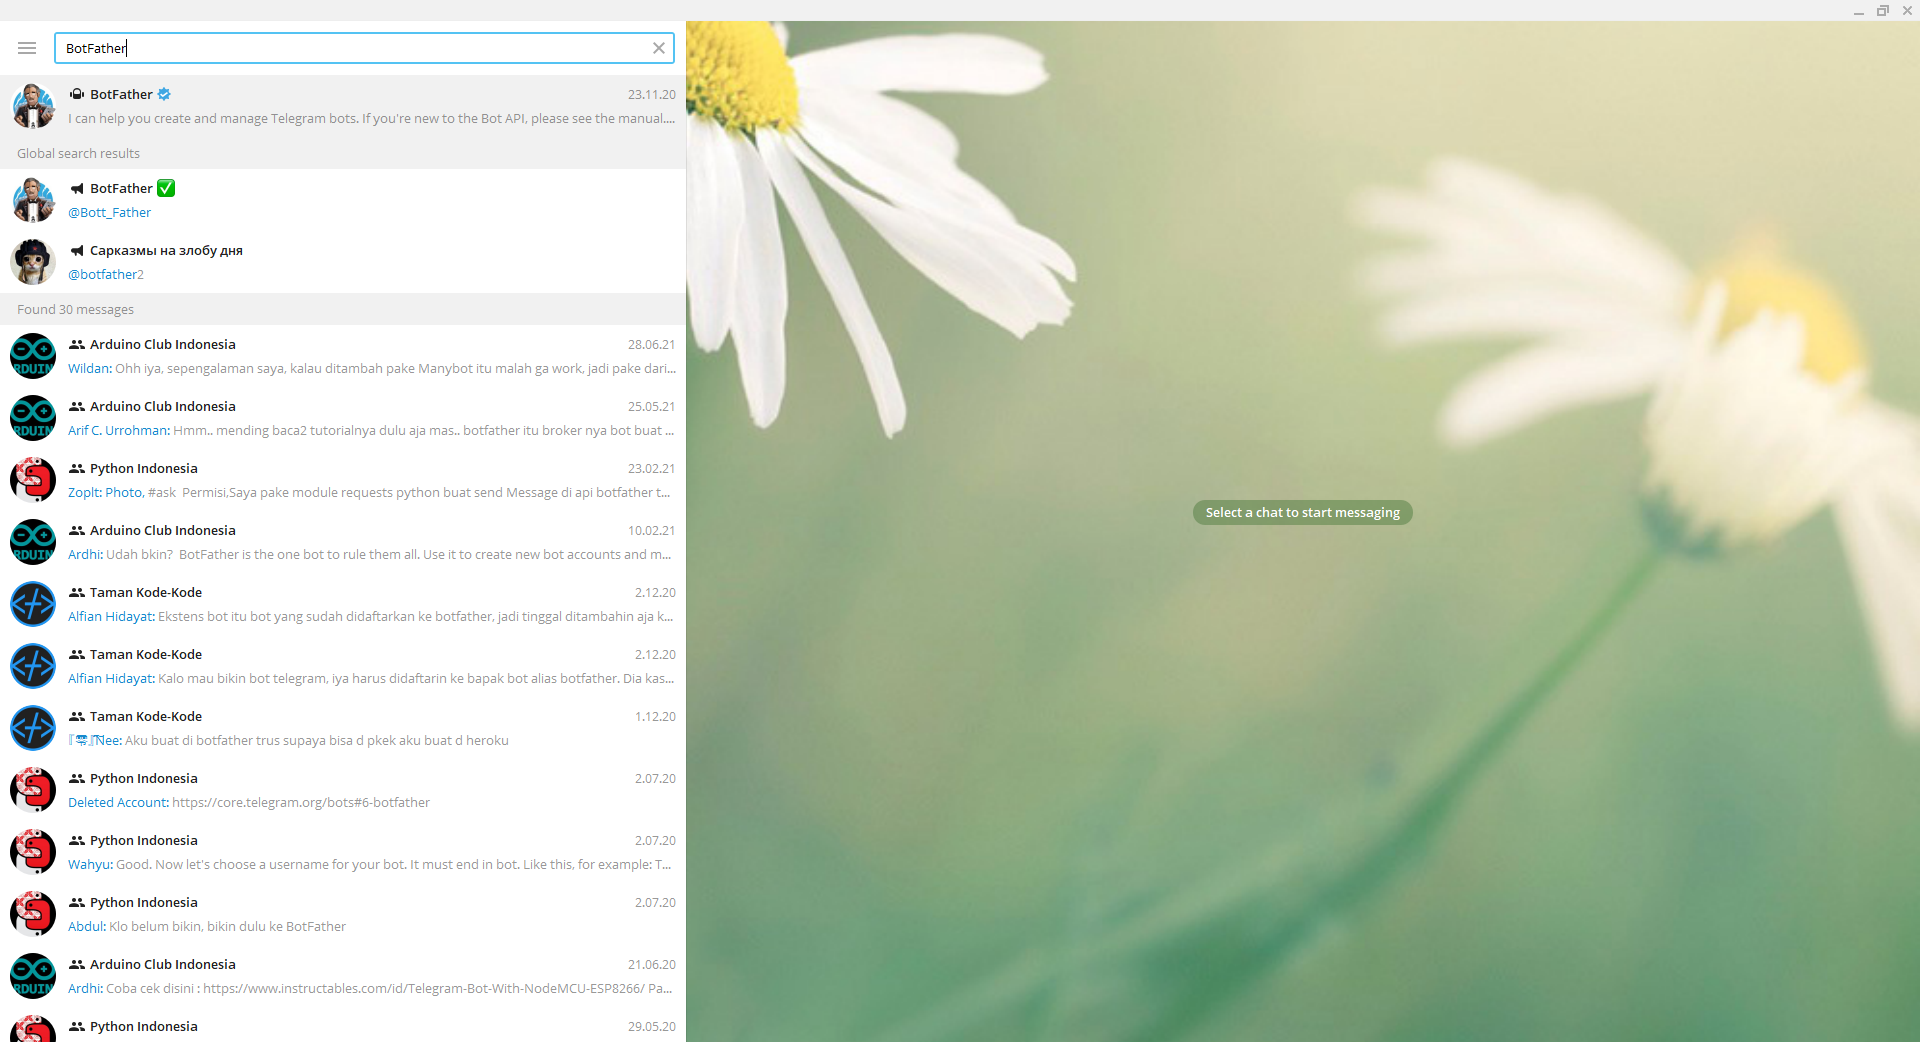 BotFather
BotFather 23.11.20
I can help you create and manage Telegram bots. If you're new to the Bot API, please see the manual....
Global search results
BotFather ✅
@Bott_Father
Сарказмы на злобу дня
@botfather2
Found 30 messages
Arduino Club Indonesia 28.06.21
Wildan: Ohh iya, sepengalaman saya, kalau ditambah pake Manybot itu malah ga work, jadi pake dari...
Arduino Club Indonesia 25.05.21
Arif C. Urrohman: Hmm.. mending baca2 tutorialnya dulu aja mas.. botfather itu broker nya bot buat ...
Python Indonesia 23.02.21
Zoplt: Photo, #ask  Permisi,Saya pake module requests python buat send Message di api botfather t...
Arduino Club Indonesia 10.02.21
Ardhi: Udah bkin?  BotFather is the one bot to rule them all. Use it to create new bot accounts and m...
Taman Kode-Kode 2.12.20
Alfian Hidayat: Ekstens bot itu bot yang sudah didaftarkan ke botfather, jadi tinggal ditambahin aja k...
Taman Kode-Kode 2.12.20
Alfian Hidayat: Kalo mau bikin bot telegram, iya harus didaftarin ke bapak bot alias botfather. Dia kas...
Taman Kode-Kode 1.12.20
Nee: Aku buat di botfather trus supaya bisa d pkek aku buat d heroku
Python Indonesia 2.07.20
Deleted Account: https://core.telegram.org/bots#6-botfather
Python Indonesia 2.07.20
Wahyu: Good. Now let's choose a username for your bot. It must end in bot. Like this, for example: T...
Python Indonesia 2.07.20
Abdul: Klo belum bikin, bikin dulu ke BotFather
Arduino Club Indonesia 21.06.20
Ardhi: Coba cek disini : https://www.instructables.com/id/Telegram-Bot-With-NodeMCU-ESP8266/ Pa...
Python Indonesia 29.05.20
Select a chat to start messaging